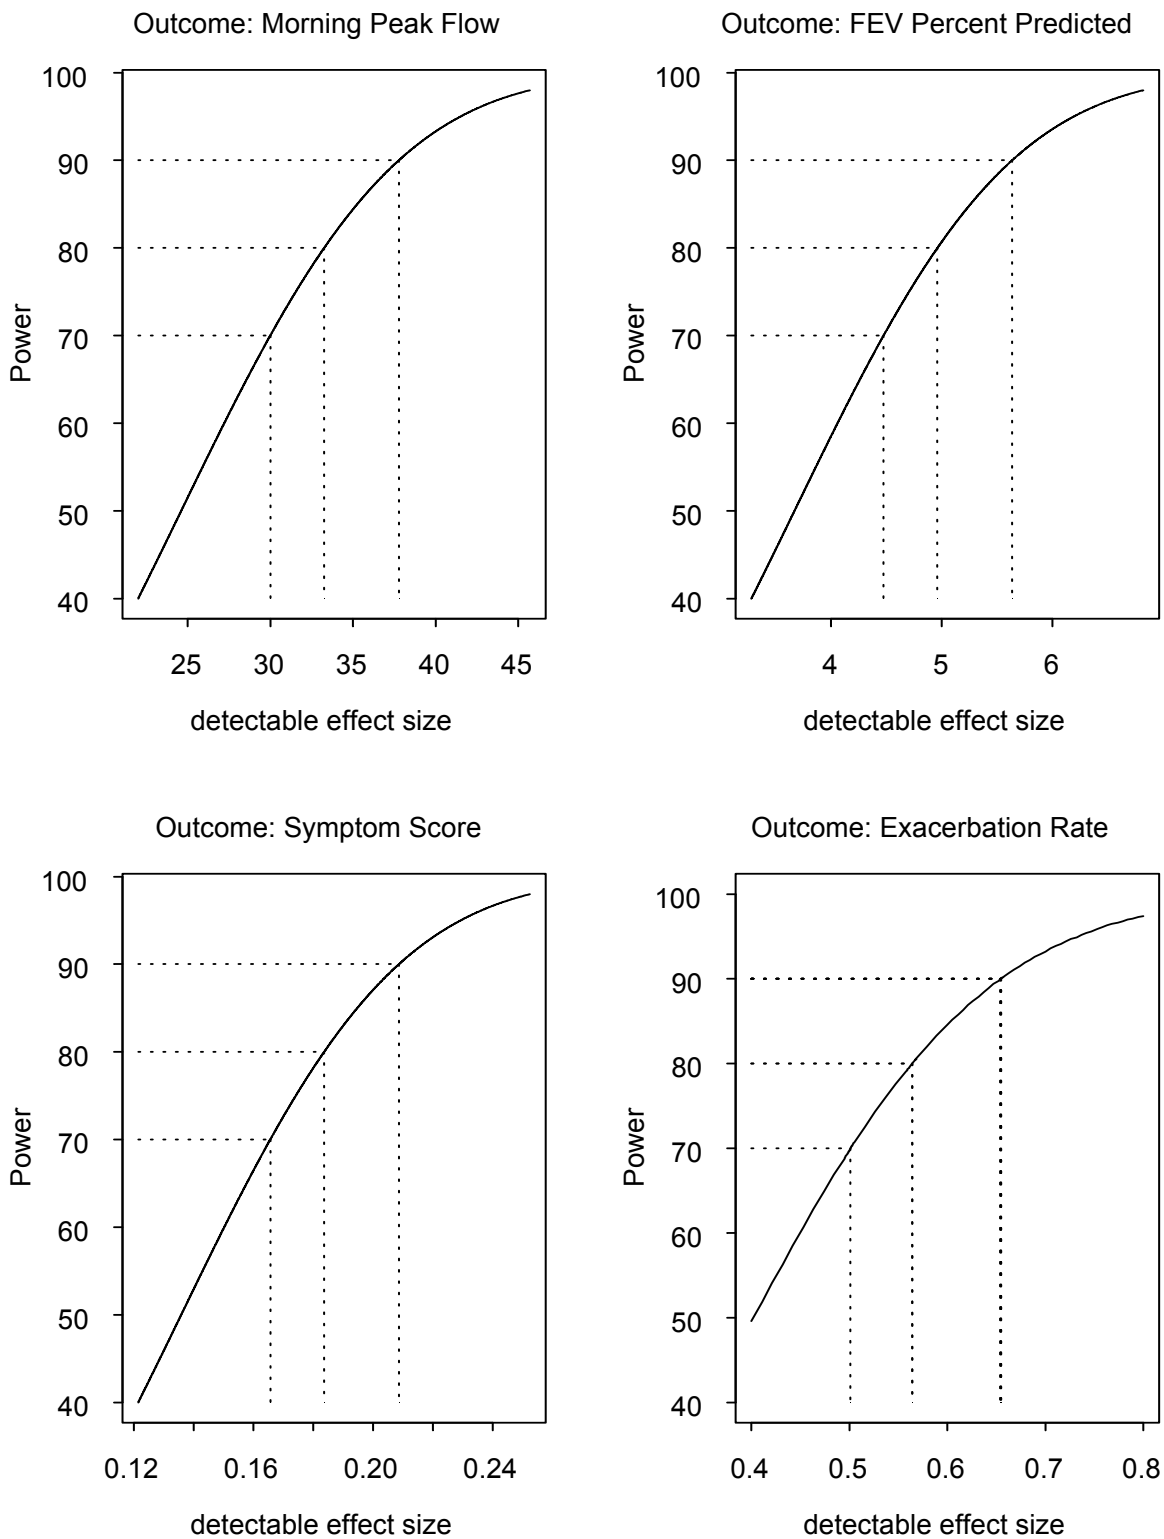 Outcome: Morning Peak Flow
100
90
80
70
60
50
40
Power
25 30 35 40 45
detectable effect size
Outcome: FEV Percent Predicted
100
90
80
70
60
50
40
Power
4 5 6
detectable effect size
Outcome: Symptom Score
100
90
80
70
60
50
40
Power
0.12 0.16 0.20 0.24
detectable effect size
Outcome: Exacerbation Rate
100
90
80
70
60
50
40
Power
0.4 0.5 0.6 0.7 0.8
detectable effect size